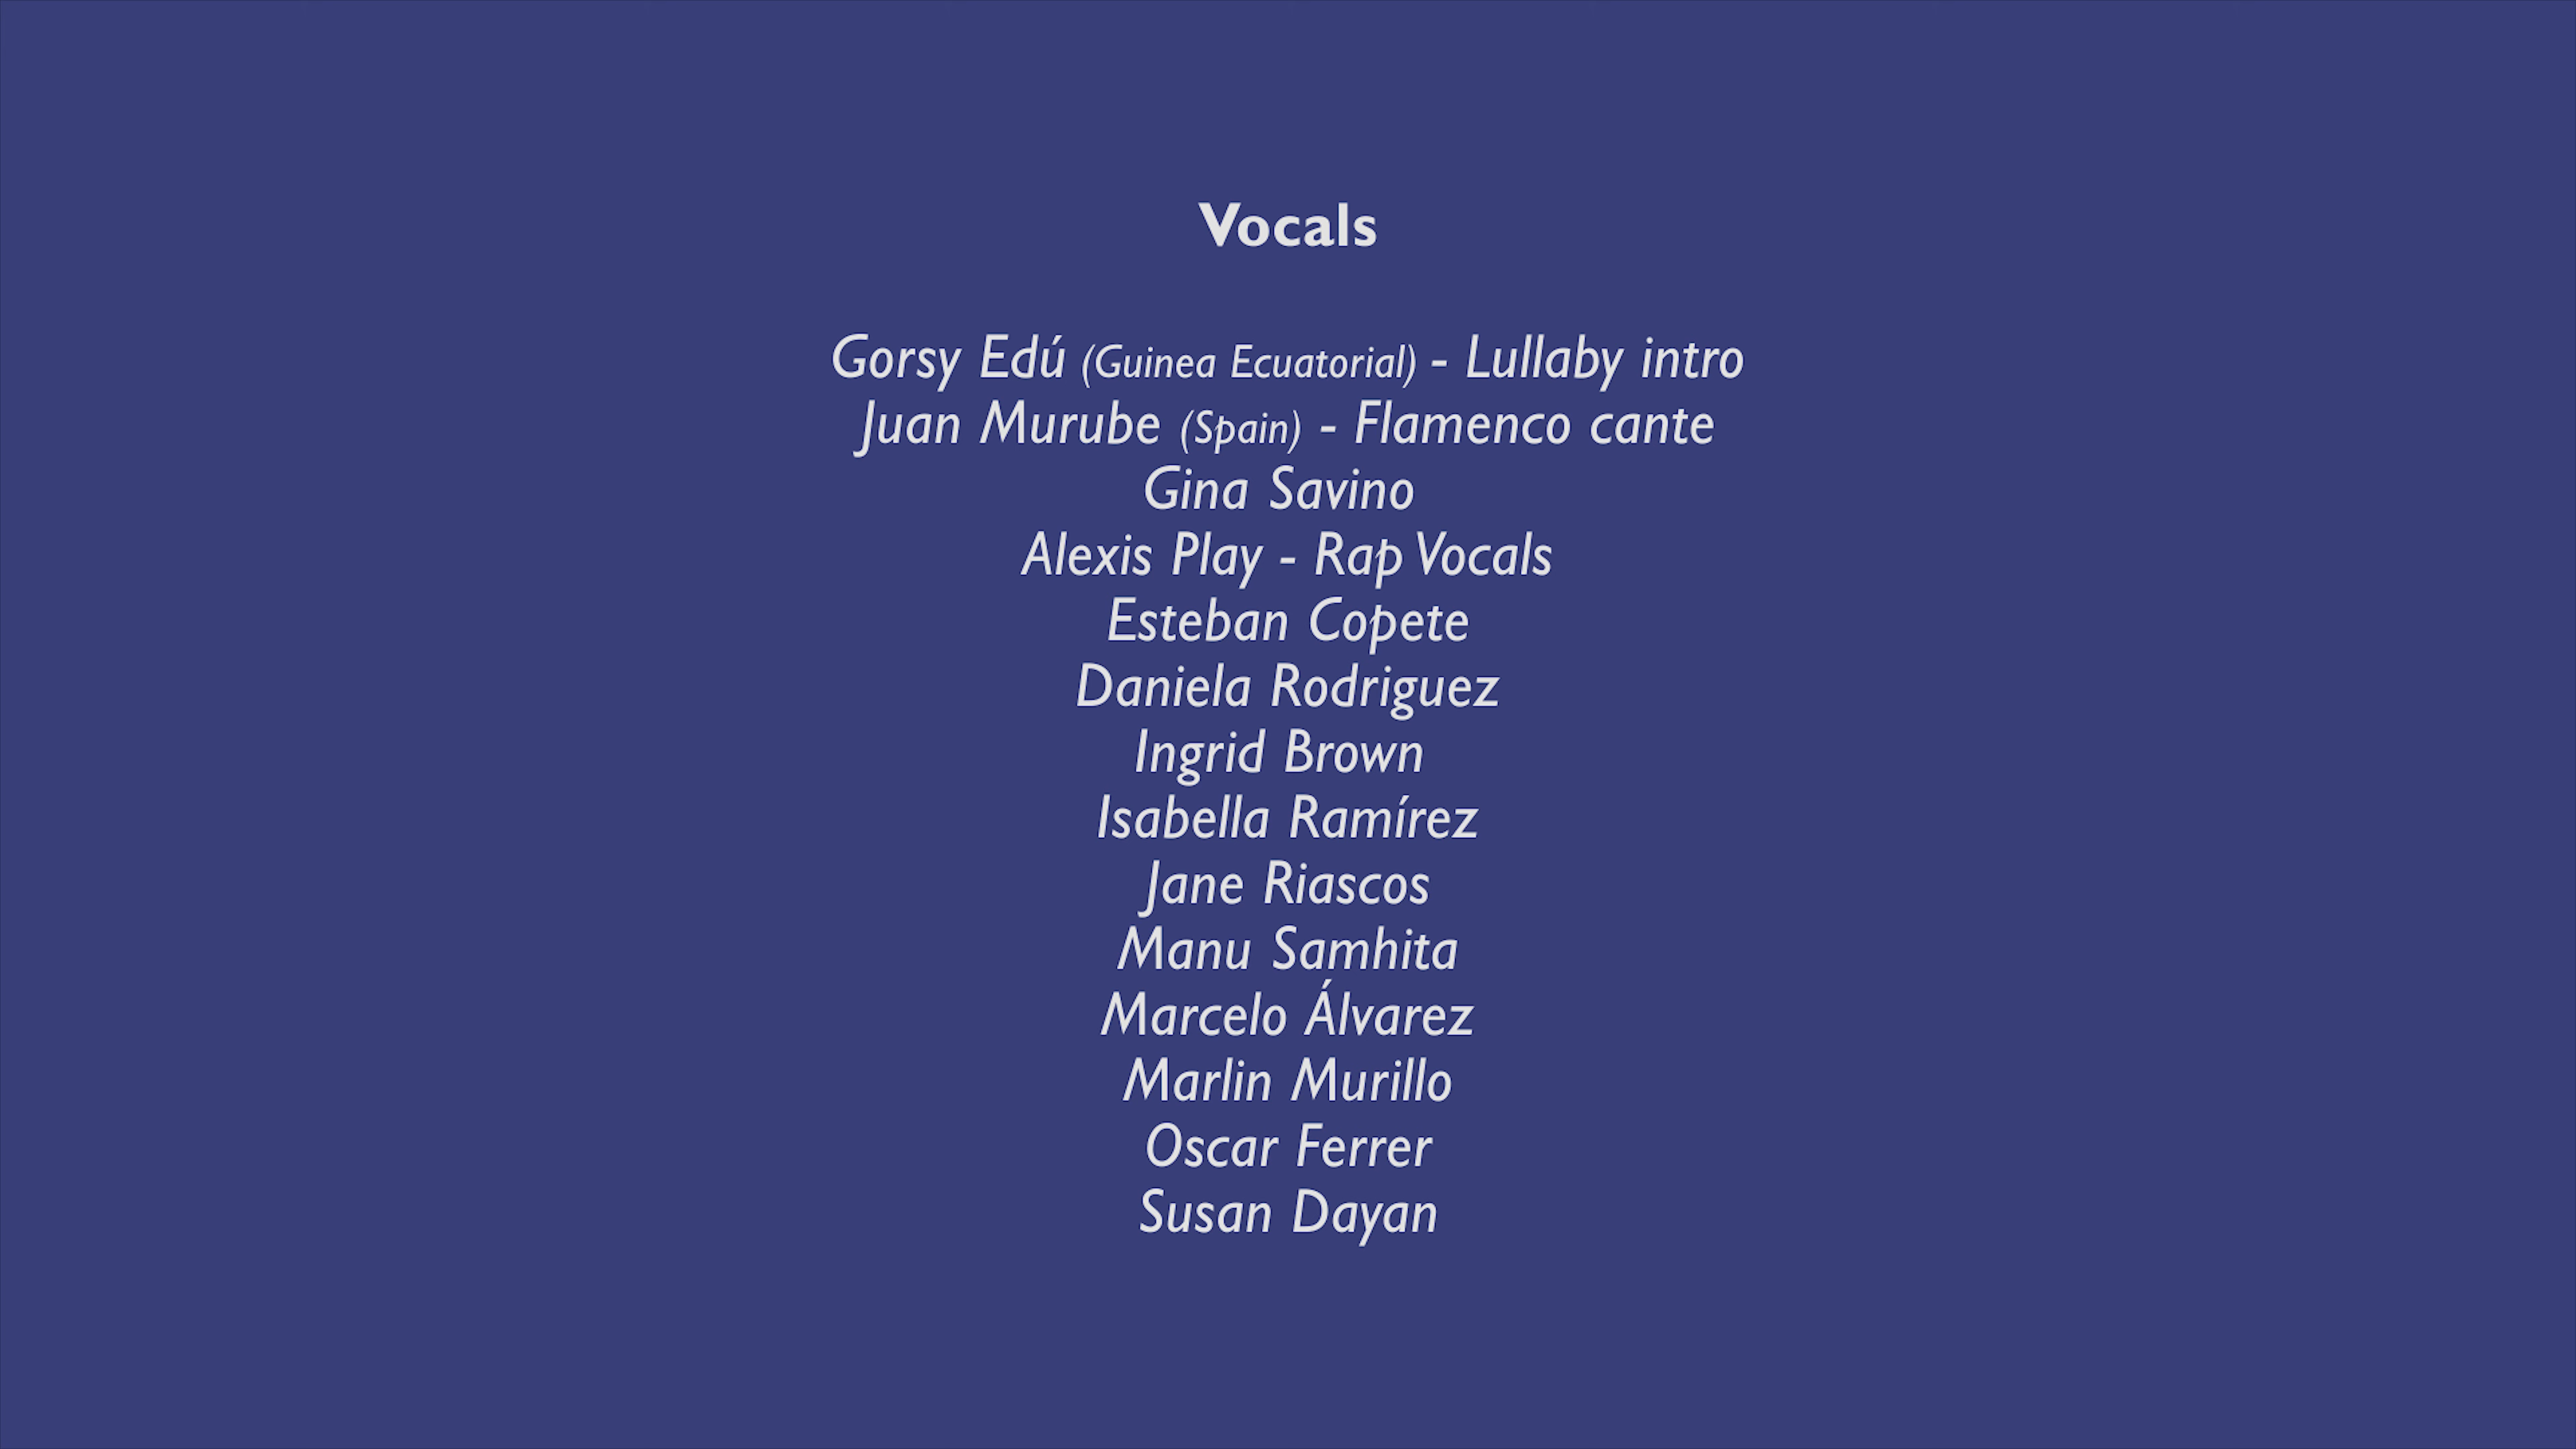 Vocals
Gorsy Edú (Guinea Ecuatorial) - Lullaby intro
Juan Murube (Spain) - Flamenco cante
Gina Savino
Alexis Play - Rap Vocals
Esteban Copete
Daniela Rodriguez
Ingrid Brown
Isabella Ramírez
Jane Riascos
Manu Samhita
Marcelo Álvarez
Marlin Murillo
Oscar Ferrer
Susan Dayan